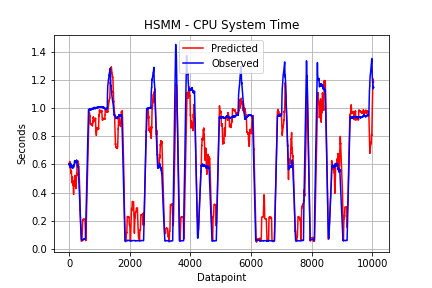 HSMM - CPU System Time
Predicted
Observed
Seconds
1.4
1.2
1.0
0.8
0.6
0.4
0.2
0.0
0 2000 4000 6000 8000 10000
Datapoint